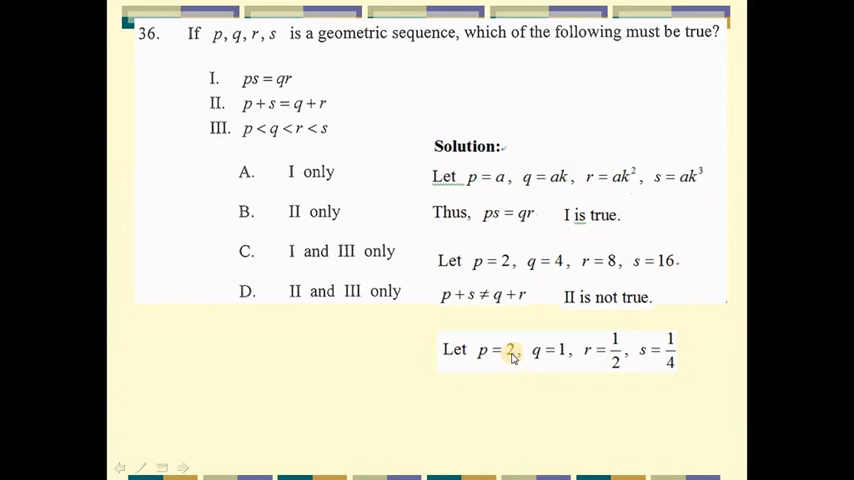 36. If p, q, r, s is a geometric sequence, which of the following must be true?
I. ps = qr
II. p + s = q + r
III. p < q < r < s
A. I only
B. II only
C. I and III only
D. II and III only
Solution:
Let p = a, q = ak, r = ak², s = ak³
Thus, ps = qr I is true.
Let p = 2, q = 4, r = 8, s = 16.
p + s ≠ q + r II is not true.
Let p = 2, q = 1, r = 1/2, s = 1/4